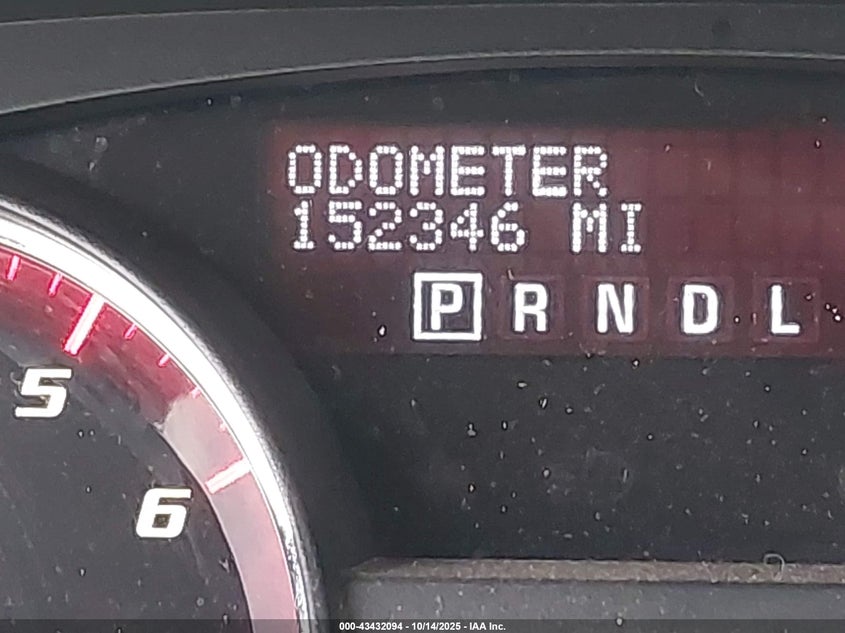 ODOMETER
152346 MI
P R N D L
5
6
000-43432094 - 10/14/2025 - IAA Inc.